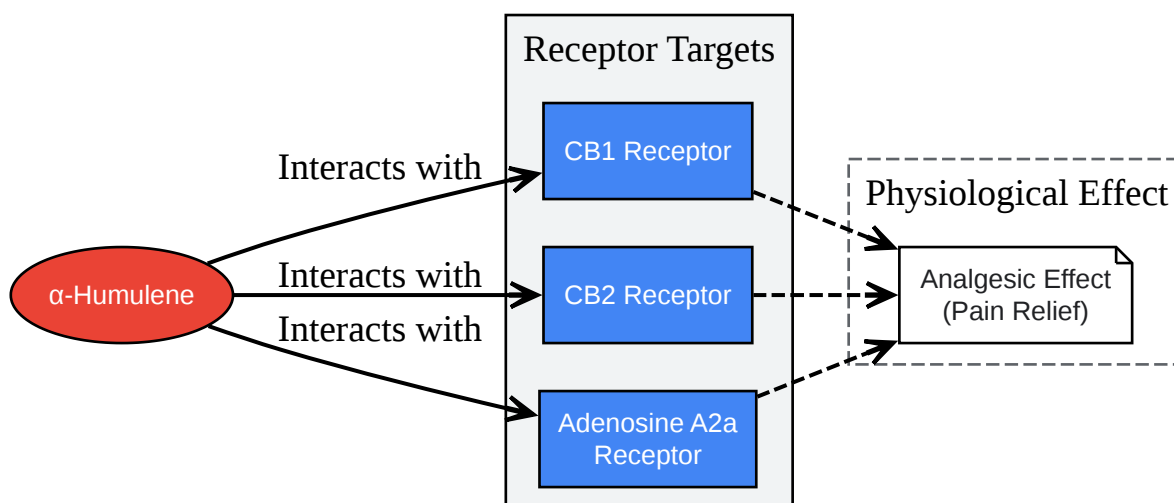 Receptor Targets
CB1 Receptor
Interacts with
Physiological Effect
α-Humulene
Interacts with
CB2 Receptor
Analgesic Effect
(Pain Relief)
Interacts with
Adenosine A2a
Receptor